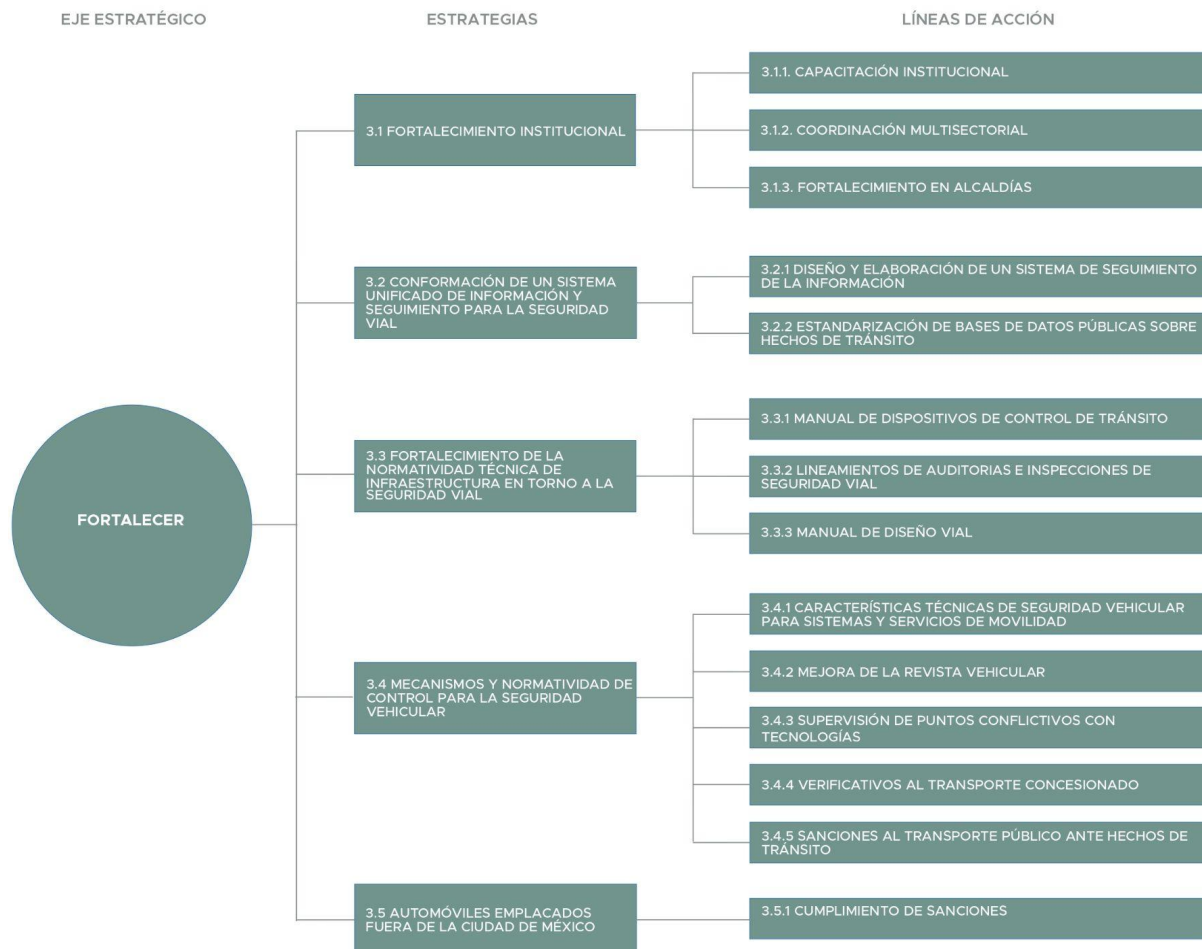 EJE ESTRATÉGICO
ESTRATEGIAS
LÍNEAS DE ACCIÓN
FORTALECER
3.1 FORTALECIMIENTO INSTITUCIONAL
3.1.1. CAPACITACIÓN INSTITUCIONAL
3.1.2. COORDINACIÓN MULTISECTORIAL
3.1.3. FORTALECIMIENTO EN ALCALDÍAS
3.2 CONFORMACIÓN DE UN SISTEMA
UNIFICADO DE INFORMACIÓN Y
SEGUIMIENTO PARA LA SEGURIDAD
VIAL
3.2.1 DISEÑO Y ELABORACIÓN DE UN SISTEMA DE SEGUIMIENTO
DE LA INFORMACIÓN
3.2.2 ESTANDARIZACIÓN DE BASES DE DATOS PÚBLICAS SOBRE
HECHOS DE TRÁNSITO
3.3 FORTALECIMIENTO DE LA
NORMATIVIDAD TÉCNICA DE
INFRAESTRUCTURA EN TORNO A LA
SEGURIDAD VIAL
3.3.1 MANUAL DE DISPOSITIVOS DE CONTROL DE TRÁNSITO
3.3.2 LINEAMIENTOS DE AUDITORIAS E INSPECCIONES DE
SEGURIDAD VIAL
3.3.3 MANUAL DE DISEÑO VIAL
3.4 MECANISMOS Y NORMATIVIDAD DE
CONTROL PARA LA SEGURIDAD
VEHICULAR
3.4.1 CARACTERÍSTICAS TÉCNICAS DE SEGURIDAD VEHICULAR
PARA SISTEMAS Y SERVICIOS DE MOVILIDAD
3.4.2 MEJORA DE LA REVISTA VEHICULAR
3.4.3 SUPERVISIÓN DE PUNTOS CONFLICTIVOS CON
TECNOLOGÍAS
3.4.4 VERIFICATIVOS AL TRANSPORTE CONCESIONADO
3.4.5 SANCIONES AL TRANSPORTE PÚBLICO ANTE HECHOS DE
TRÁNSITO
3.5 AUTOMÓVILES EMPLACADOS
FUERA DE LA CIUDAD DE MÉXICO
3.5.1 CUMPLIMIENTO DE SANCIONES